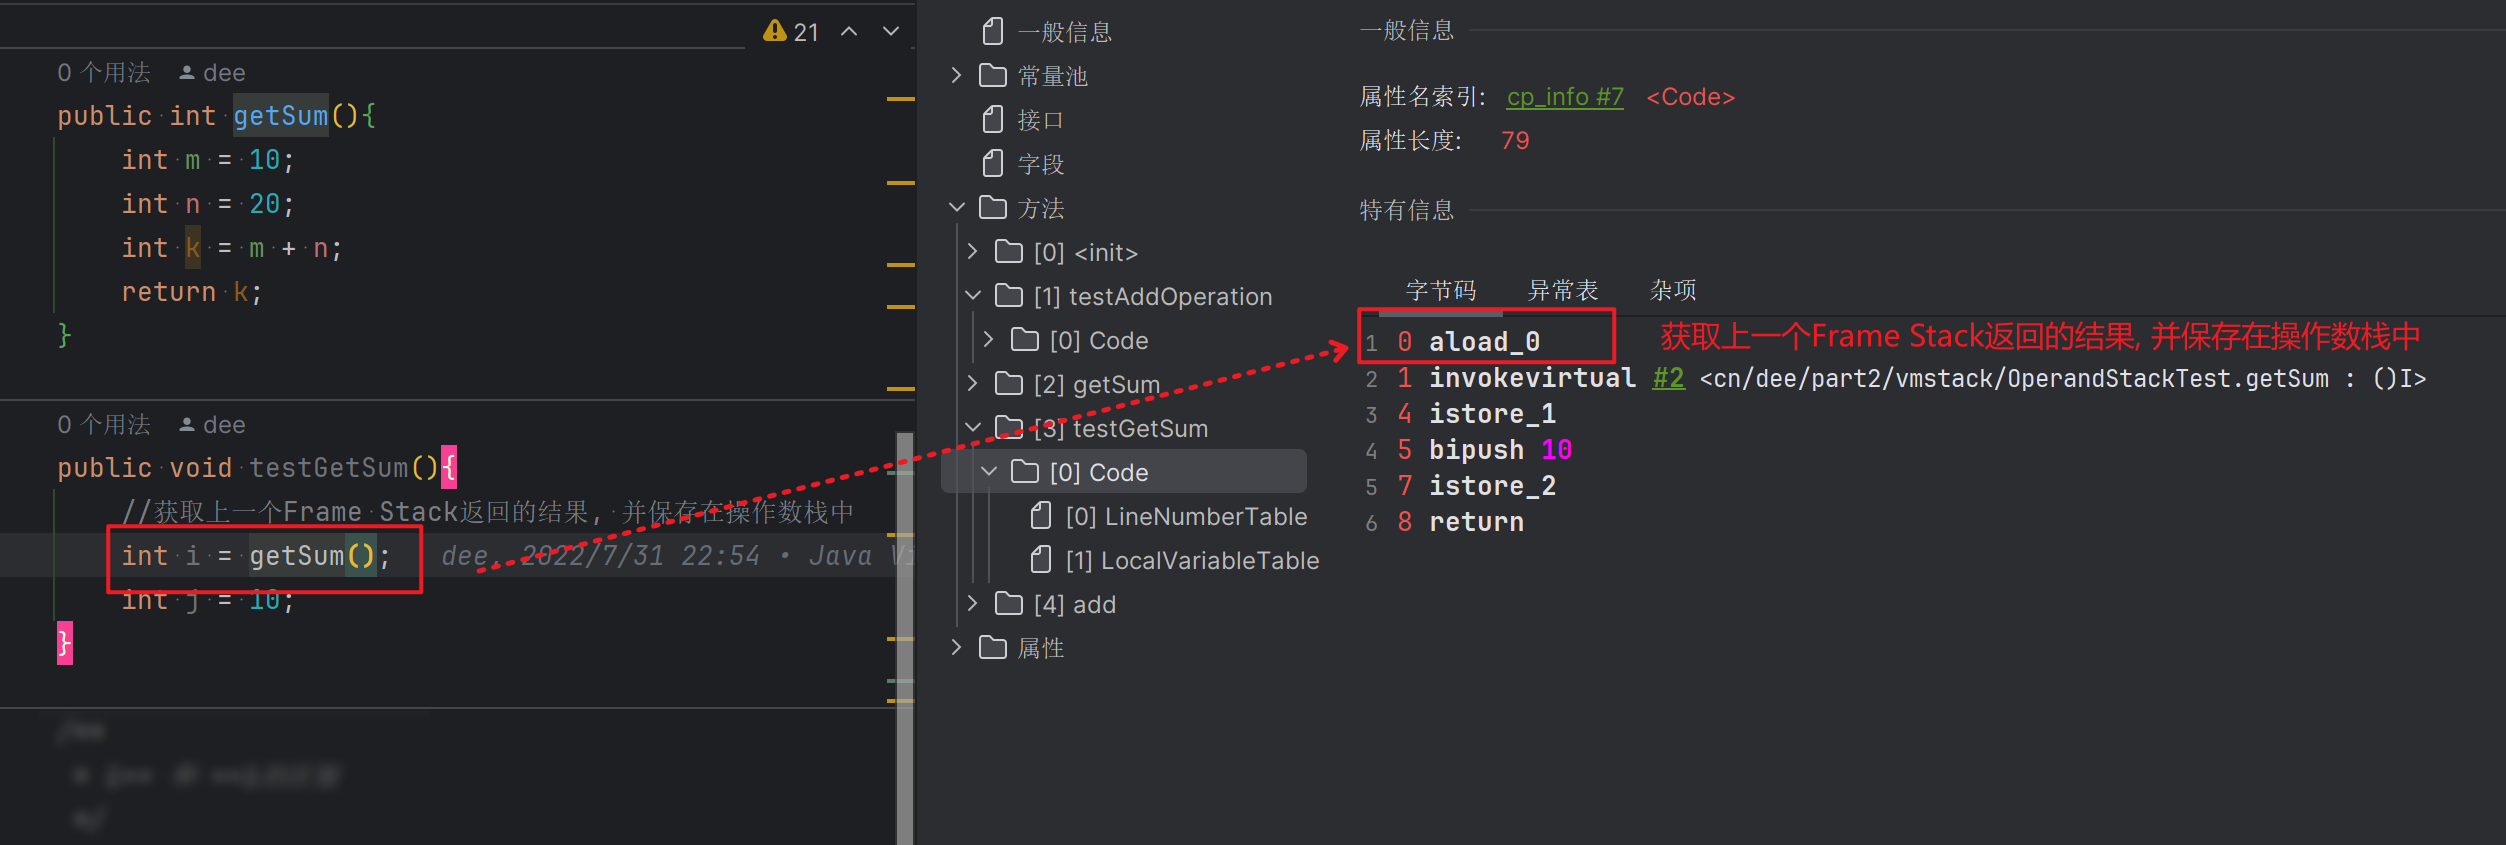 21
0 个用法 dee
public int getSum(){
int m = 10;
int n = 20;
int k = m + n;
return k;
}
0 个用法 dee
public void testGetSum(){
//获取上一个Frame Stack返回的结果, 并保存在操作数栈中
int i = getSum(); dee, 2022/7/31 22:54 • Java
int j = 10;
}
一般信息
常量池
接口
字段
方法
[0] <init>
[1] testAddOperation
[0] Code
[2] getSum
[3] testGetSum
[0] Code
[0] LineNumberTable
[1] LocalVariableTable
[4] add
属性
一般信息
属性名索引: cp_info #7 <Code>
属性长度: 79
特有信息
字节码 异常表 杂项
1 0 aload_0 获取上一个Frame Stack返回的结果, 并保存在操作数栈中
2 1 invokevirtual #2 <cn/dee/part2/vmstack/OperandStackTest.getSum : ()I>
3 4 istore_1
4 5 bipush 10
5 7 istore_2
6 8 return